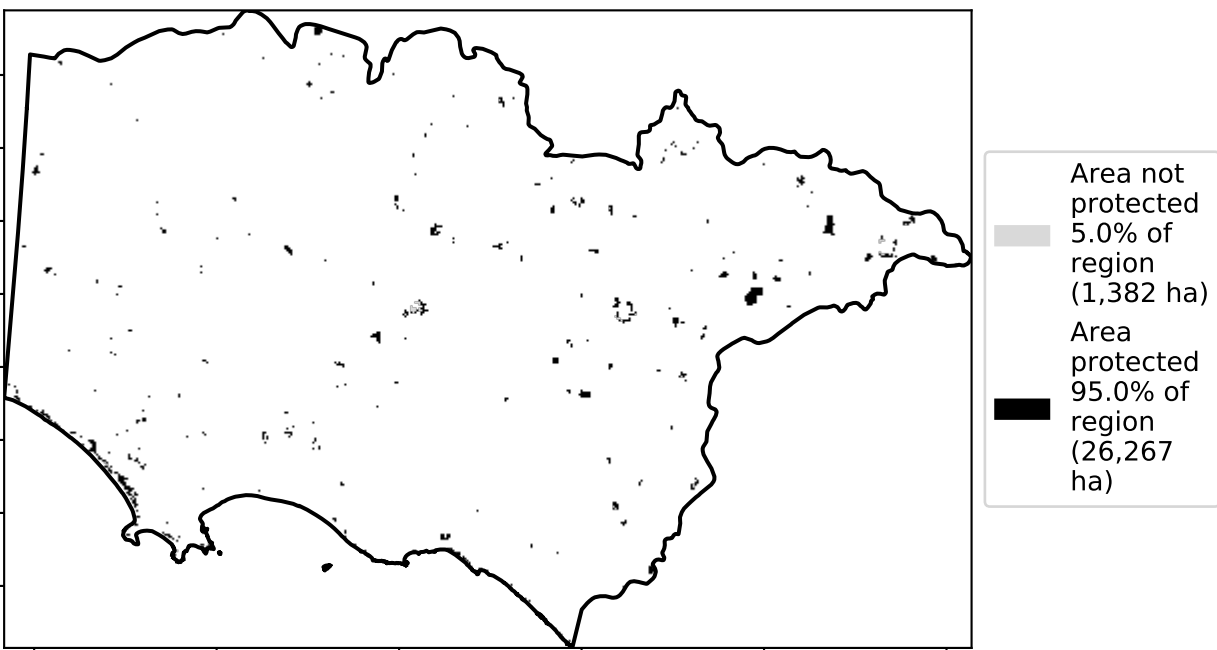 Area not
protected
5.0% of
region
(1,382 ha)
Area
protected
95.0% of
region
(26,267
ha)